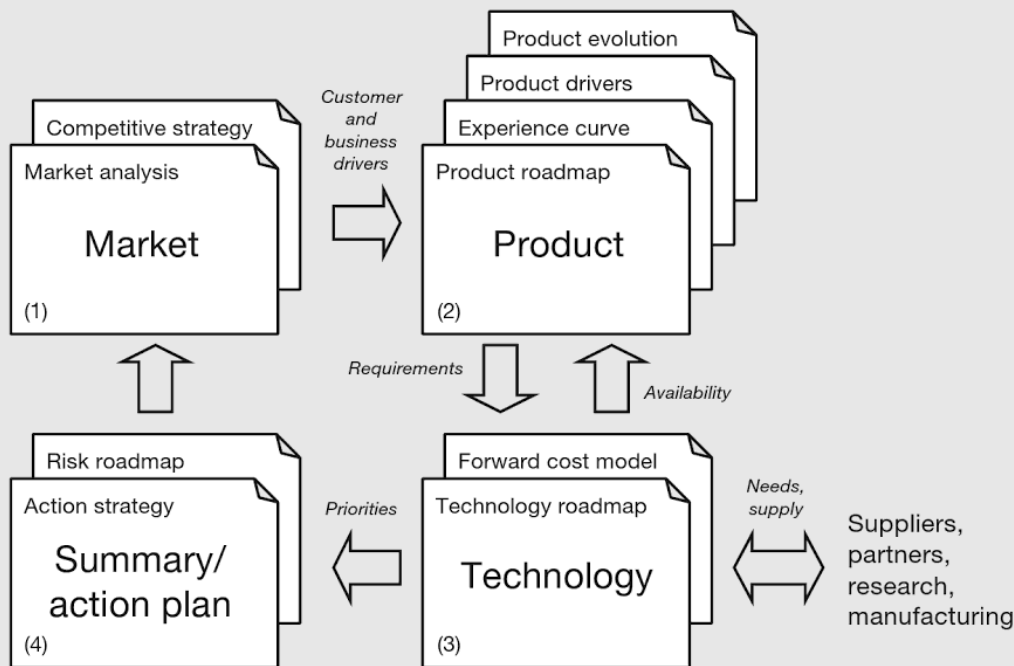 Competitive strategy
Market analysis
Market
(1)
Customer
and
business
drivers
Product evolution
Product drivers
Experience curve
Product roadmap
Product
(2)
Requirements
Availability
Risk roadmap
Action strategy
Summary/
action plan
(4)
Priorities
Forward cost model
Technology roadmap
Technology
(3)
Needs,
supply
Suppliers,
partners,
research,
manufacturing